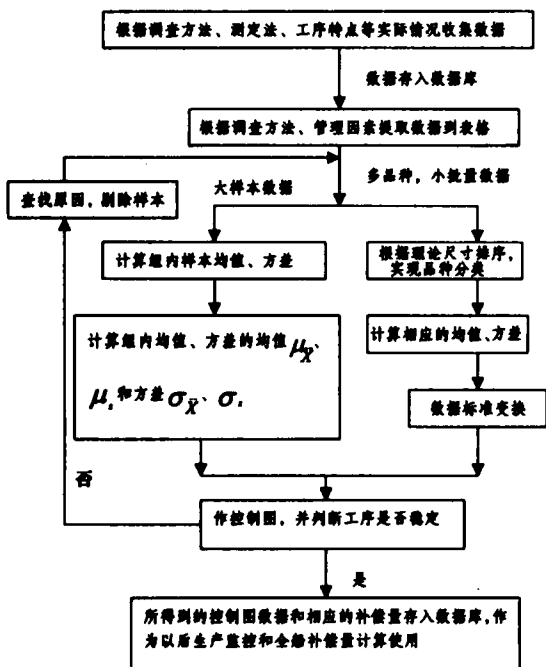 根据调查方法、测定法、工序特点等实际情况收集数据
数据存入数据库
根据调查方法、管理因素提取数据到表格
查找原因，剔除样本
大样本数据
多品种，小批量数据
计算组内样本均值、方差
根据理论尺寸排序，
实现品种分类
计算组内均值、方差的均值 μX̄、
μs 和方差 σX̄、σs
计算相应的均值、方差
数据标准变换
否
作控制图，并判断工序是否稳定
是
所得到的控制图数据和相应的补偿量存入数据库，作
为以后生产监控和全船补偿量计算使用